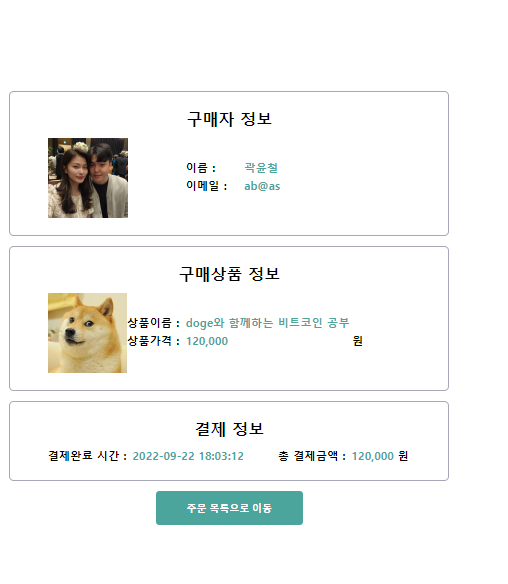 구매자 정보
이름 : 곽윤철
이메일 : ab@as
구매상품 정보
상품이름 : doge와 함께하는 비트코인 공부
상품가격 : 120,000 원
결제 정보
결제완료 시간 : 2022-09-22 18:03:12 총 결제금액 : 120,000 원
주문 목록으로 이동